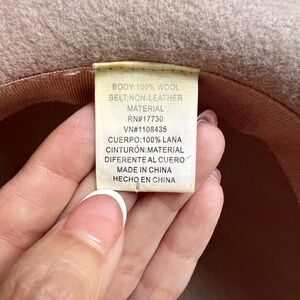 BODY:100% WOOL
BELT:NON-LEATHER
MATERIAL
RN#17730
VN#1108435
CUERPO:100% LANA
CINTURÓN:MATERIAL
DIFERENTE AL CUERO
MADE IN CHINA
HECHO EN CHINA